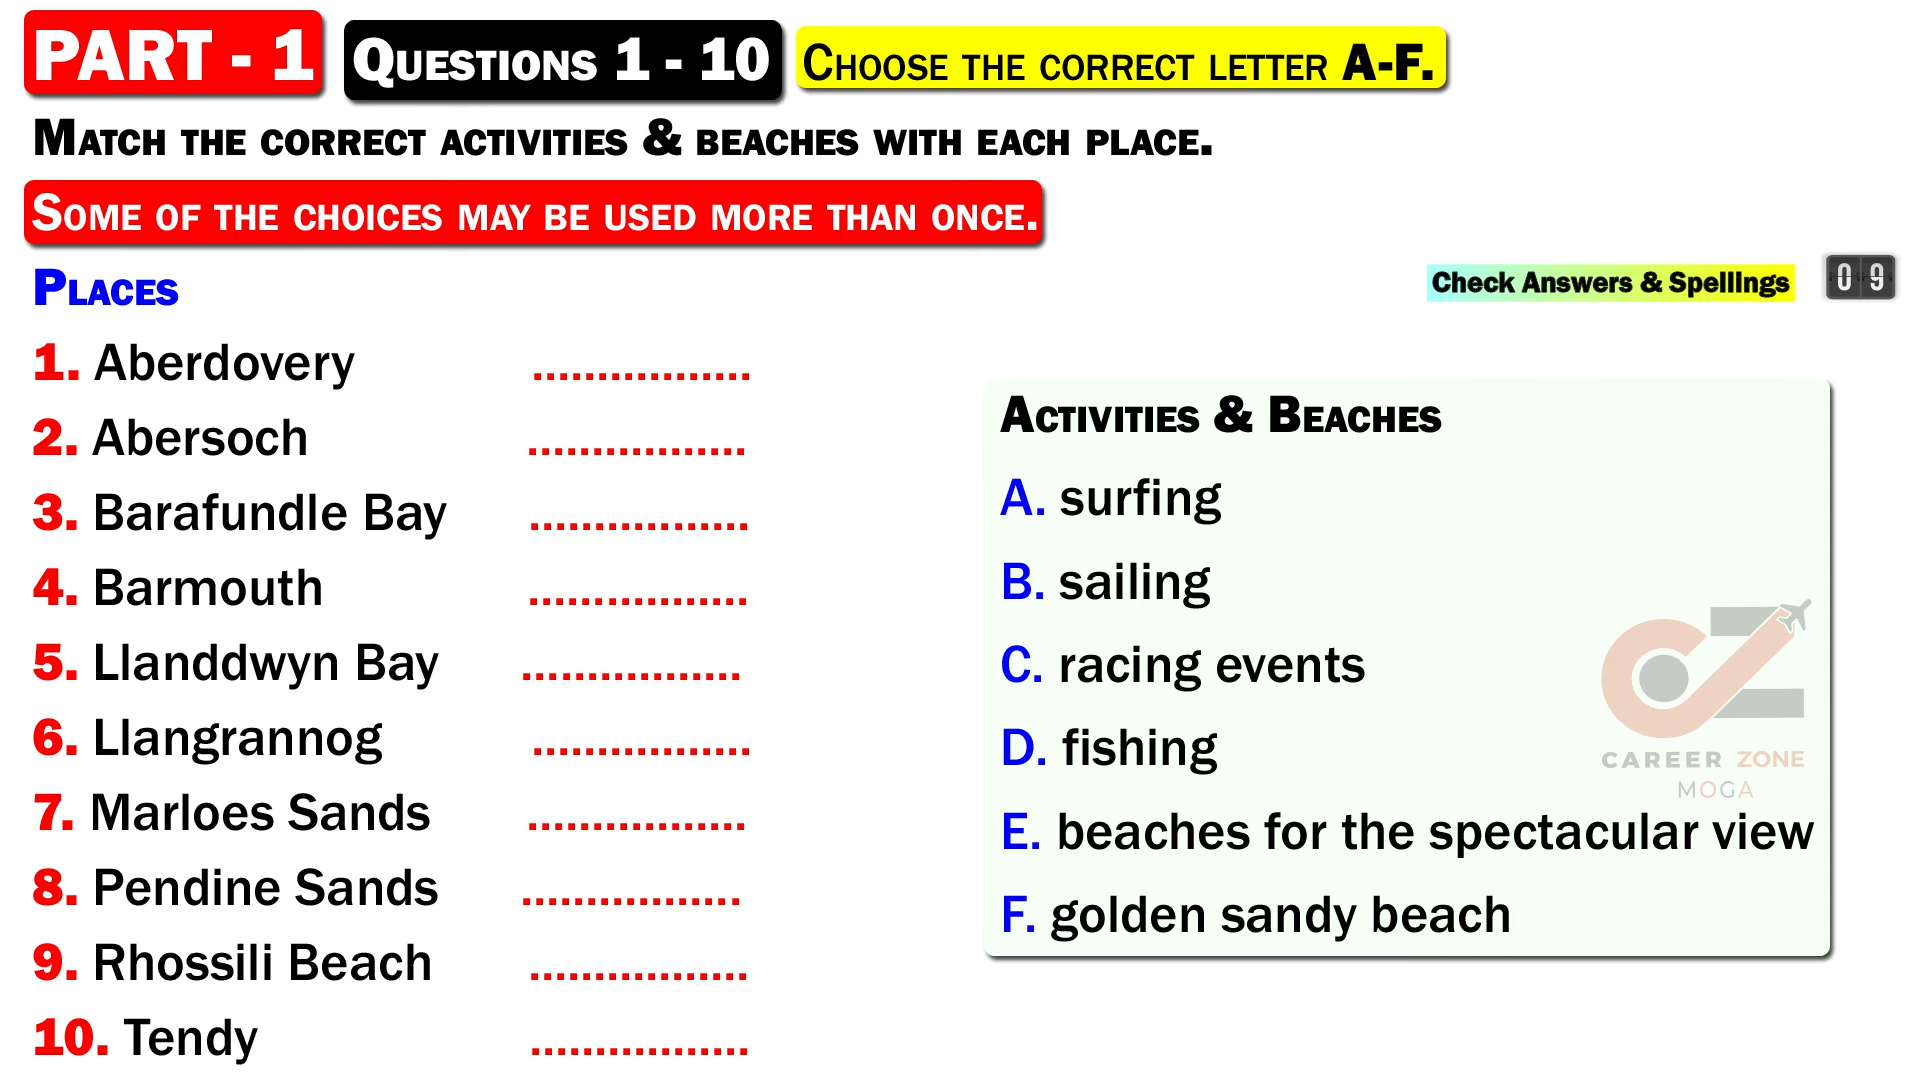 PART - 1 QUESTIONS 1 - 10 CHOOSE THE CORRECT LETTER A-F.
MATCH THE CORRECT ACTIVITIES & BEACHES WITH EACH PLACE.
SOME OF THE CHOICES MAY BE USED MORE THAN ONCE.
PLACES
Check Answers & Spellings 09
1. Aberdovery .................
2. Abersoch .................
3. Barafundle Bay .................
4. Barmouth .................
5. Llanddwyn Bay .................
6. Llangrannog .................
7. Marloes Sands .................
8. Pendine Sands .................
9. Rhossili Beach .................
10. Tendy .................
ACTIVITIES & BEACHES
A. surfing
B. sailing
C. racing events
D. fishing
E. beaches for the spectacular view
F. golden sandy beach
CZ
CAREER ZONE
MOGA